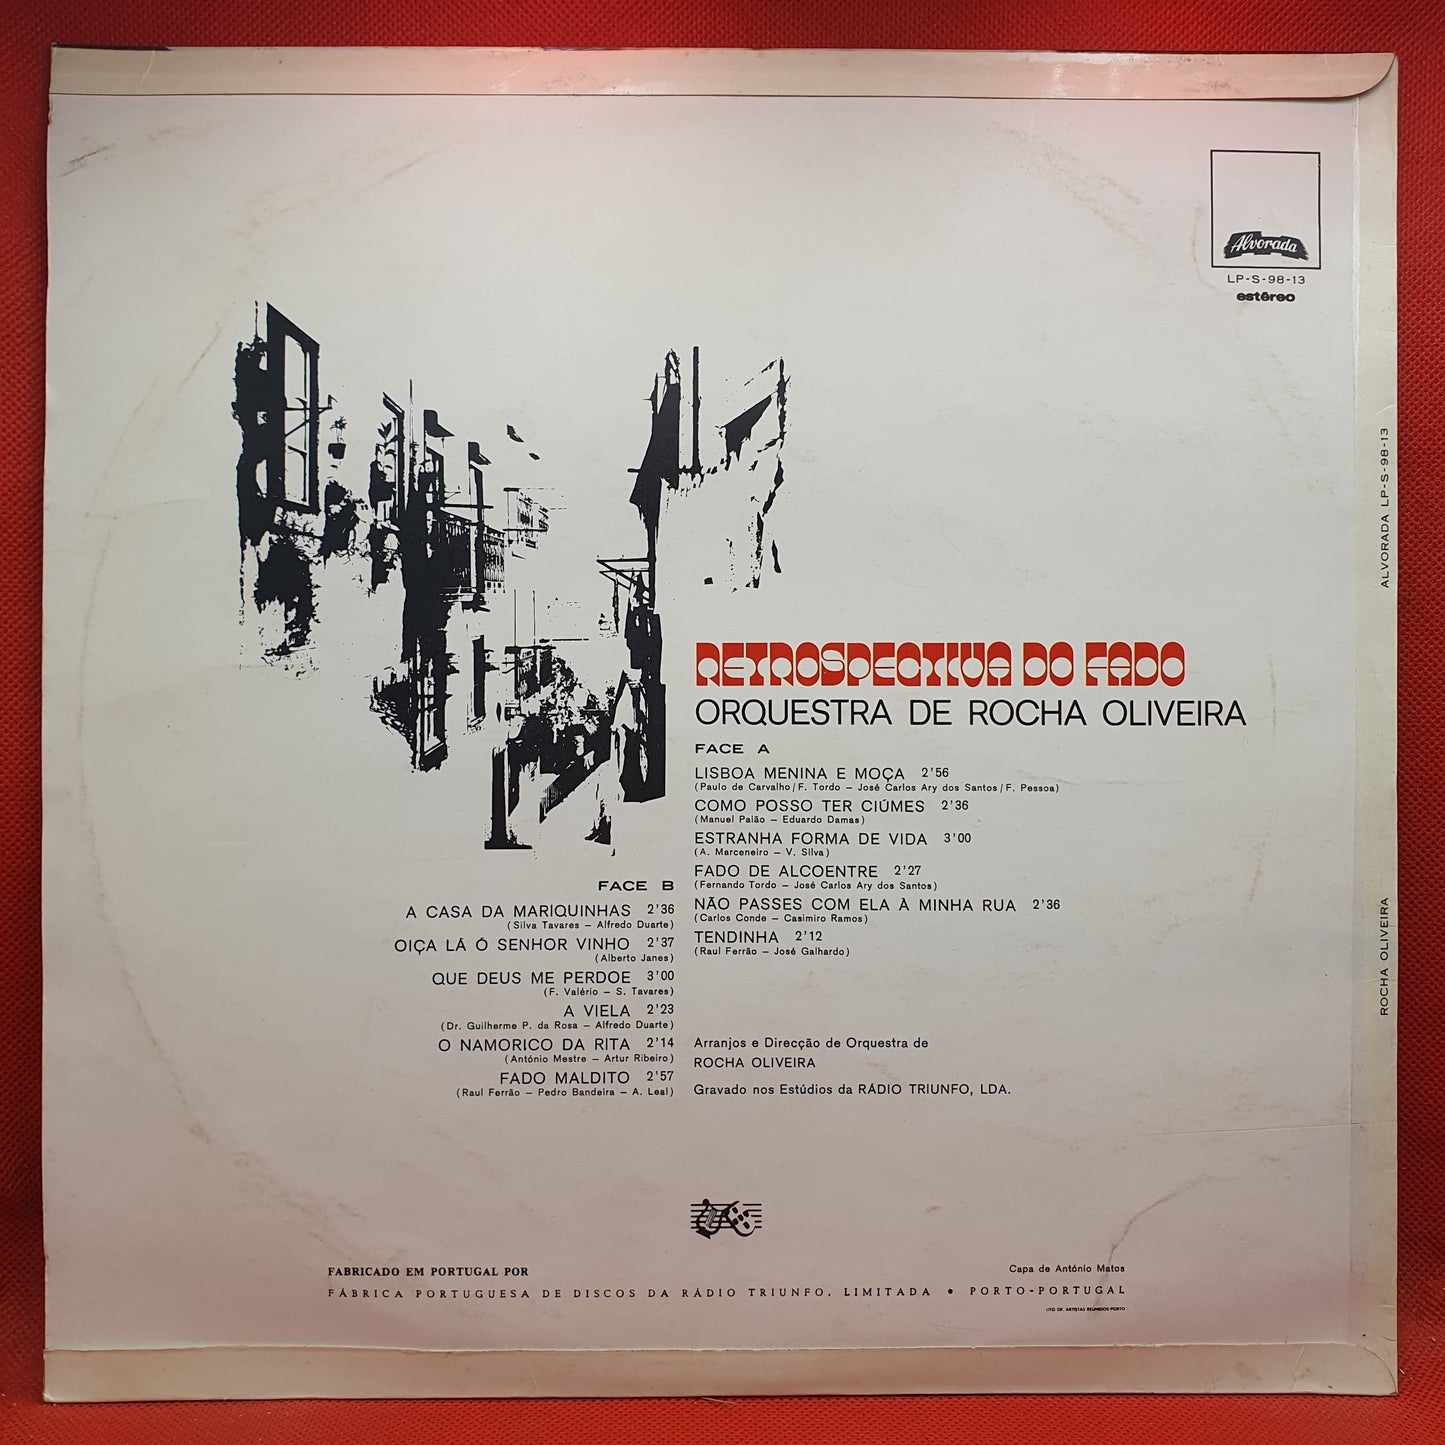 Alvorada
LP-S-98-13
estéreo
RETROSPECTIVA DO FADO
ORQUESTRA DE ROCHA OLIVEIRA
FACE A
LISBOA MENINA E MOÇA 2'56
(Paulo de Carvalho/F. Tordo – José Carlos Ary dos Santos/F. Pessoa)
COMO POSSO TER CIÚMES 2'36
(Manuel Paião – Eduardo Damas)
ESTRANHA FORMA DE VIDA 3'00
(A. Marceneiro – V. Silva)
FADO DE ALCOENTRE 2'27
(Fernando Tordo – José Carlos Ary dos Santos)
NÃO PASSES COM ELA À MINHA RUA 2'36
(Carlos Conde – Casimiro Ramos)
TENDINHA 2'12
(Raul Ferrão – José Galhardo)
FACE B
A CASA DA MARIQUINHAS 2'36
(Silva Tavares – Alfredo Duarte)
OIÇA LÁ Ó SENHOR VINHO 2'37
(Alberto Janes)
QUE DEUS ME PERDOE 3'00
(F. Valério – S. Tavares)
A VIELA 2'23
(Dr. Guilherme P. da Rosa – Alfredo Duarte)
O NAMORICO DA RITA 2'14
(António Mestre – Artur Ribeiro)
FADO MALDITO 2'57
(Raul Ferrão – Pedro Bandeira – A. Leal)
Arranjos e Direcção de Orquestra de
ROCHA OLIVEIRA
Gravado nos Estúdios da RÁDIO TRIUNFO, LDA.
FABRICADO EM PORTUGAL POR
FÁBRICA PORTUGUESA DE DISCOS DA RÁDIO TRIUNFO, LIMITADA • PORTO-PORTUGAL
Capa de António Matos
LITO OF. ARTISTAS REUNIDOS-PORTO
ALVORADA LP-S-98-13
ROCHA OLIVEIRA